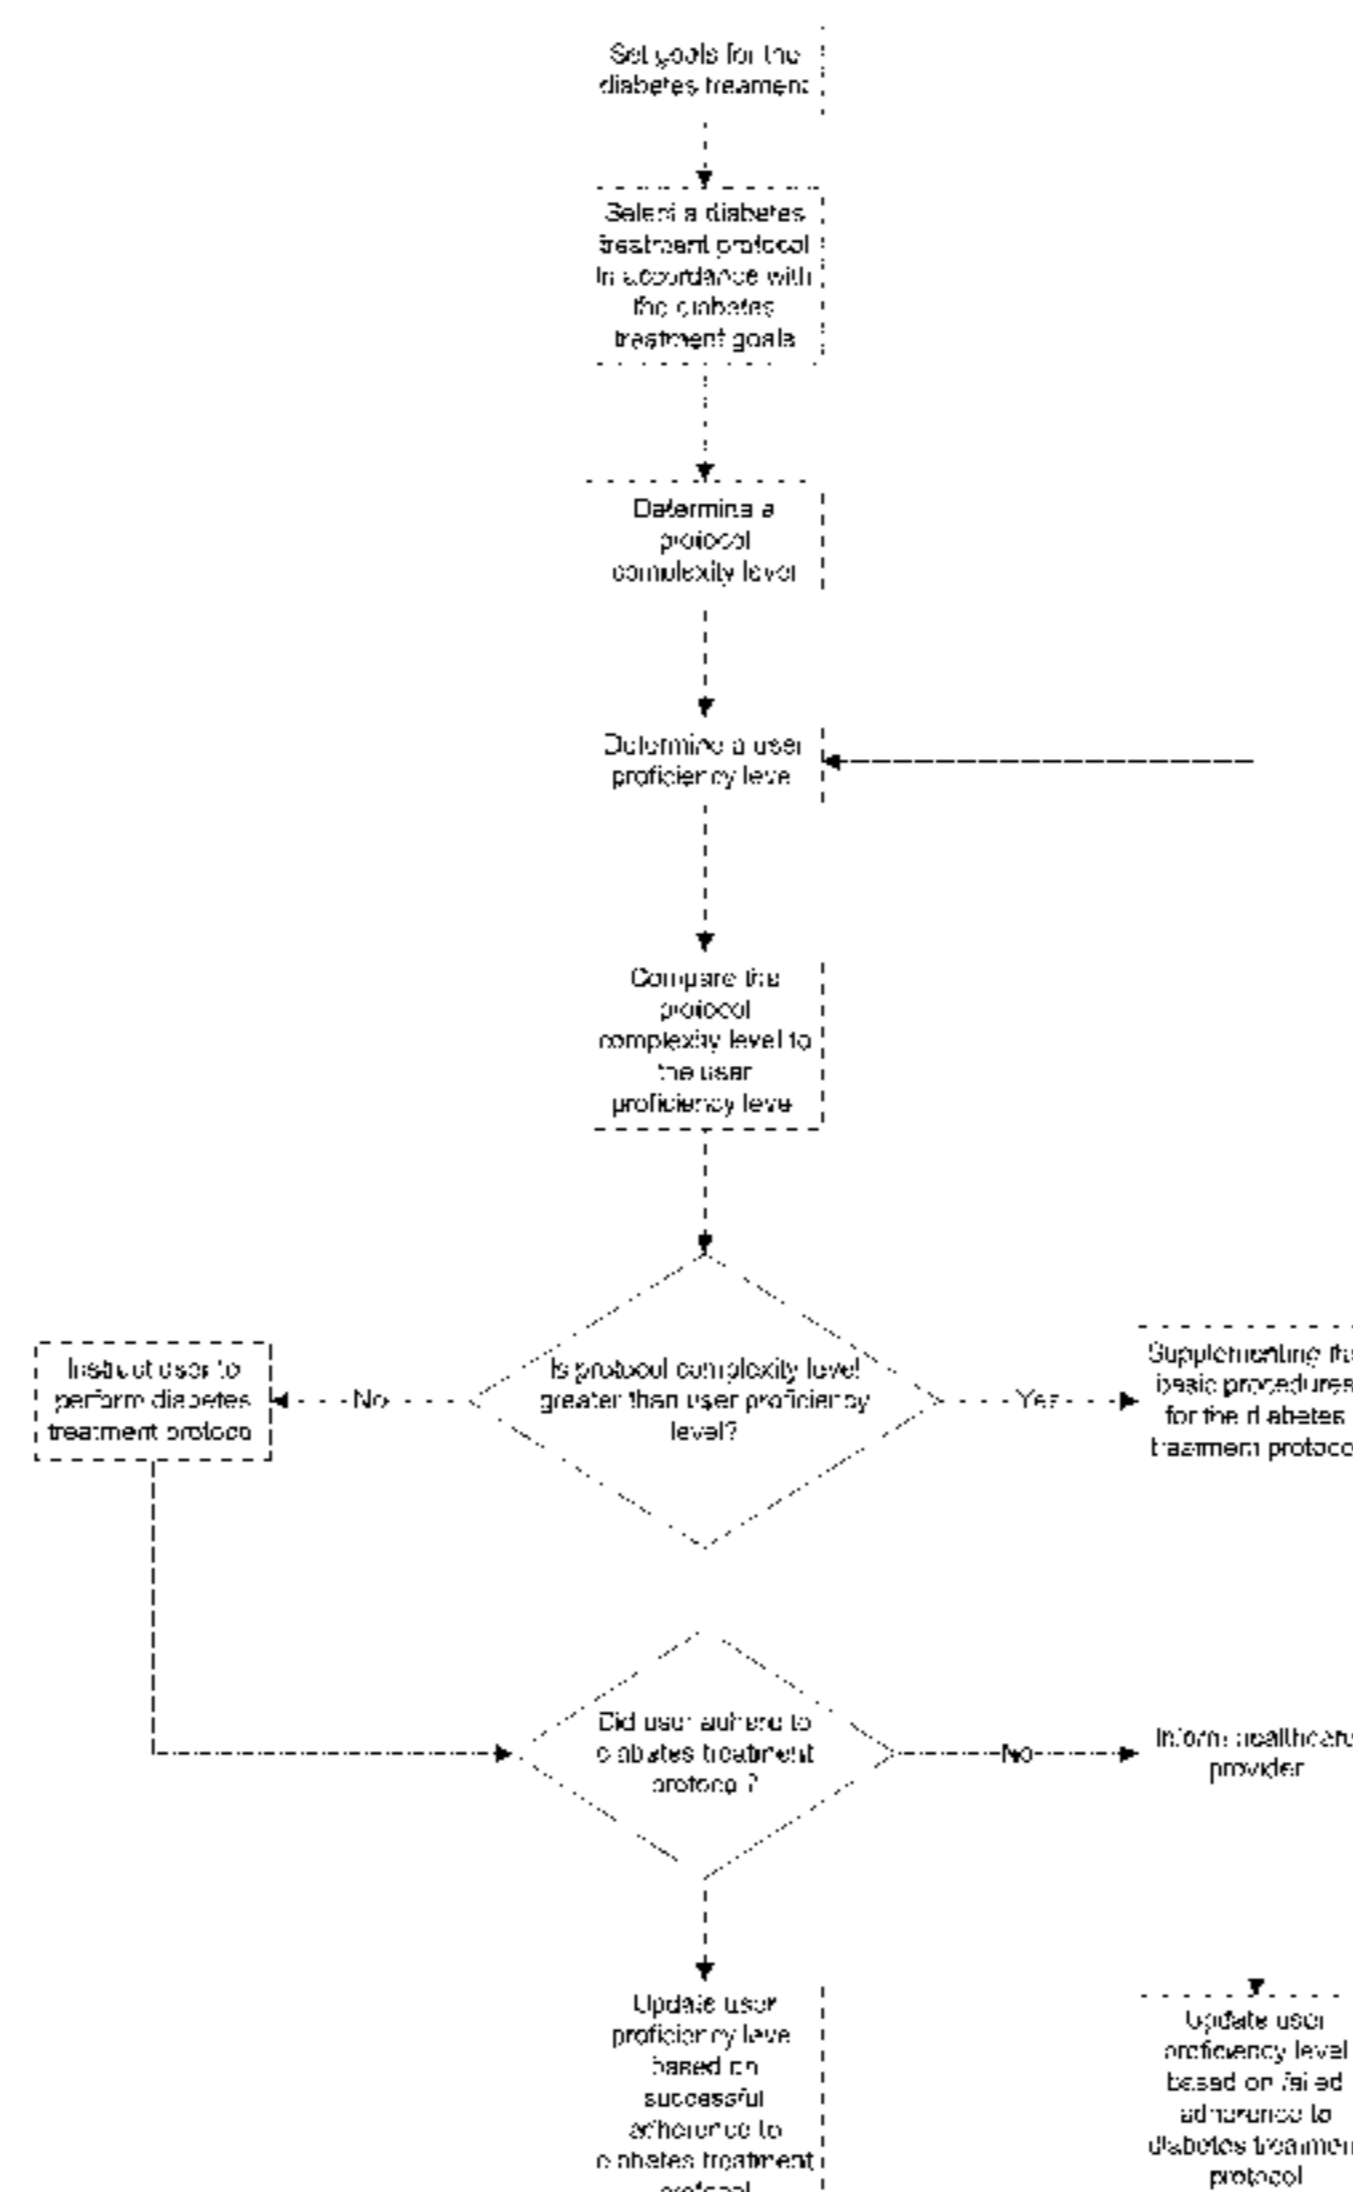 Set goals for the
diabetes treament
Select a diabetes
treatment protocol
in accordance with
the diabetes
treatment goals
Determine a
protocol
complexity level
Determine a user
proficiency level
Compare the
protocol
complexity level to
the user
proficiency level
Is protocol complexity level
greater than user proficiency
level?
No
Yes
Instruct user to
perform diabetes
treatment protocol
Supplementing the
basic procedures
for the diabetes
treatment protocol
Did user adhere to
diabetes treatment
protocol?
No
Inform healthcare
provider
Update user
proficiency level
based on
successful
adherence to
diabetes treatment
protocol
Update user
proficiency level
based on failed
adherence to
diabetes treatment
protocol